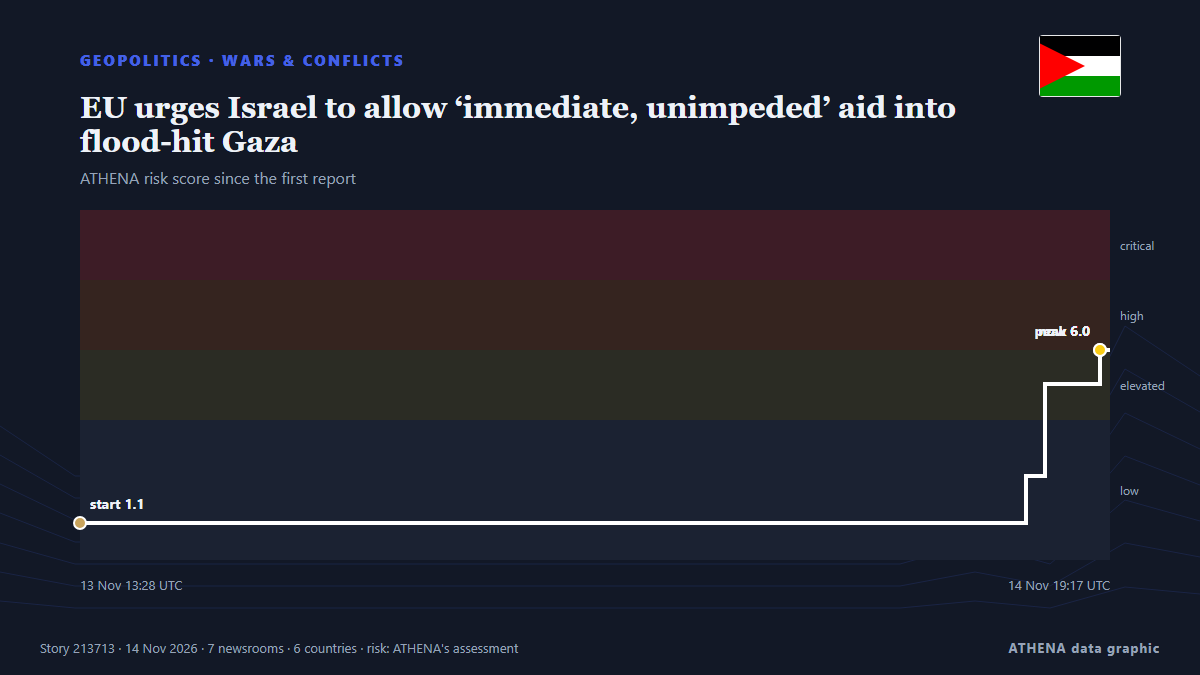 GEOPOLITICS · WARS & CONFLICTS
EU urges Israel to allow ‘immediate, unimpeded’ aid into
flood-hit Gaza
ATHENA risk score since the first report
critical
high
peak 6.0
elevated
start 1.1
low
13 Nov 13:28 UTC
14 Nov 19:17 UTC
Story 213713 · 14 Nov 2026 · 7 newsrooms · 6 countries · risk: ATHENA's assessment
ATHENA data graphic